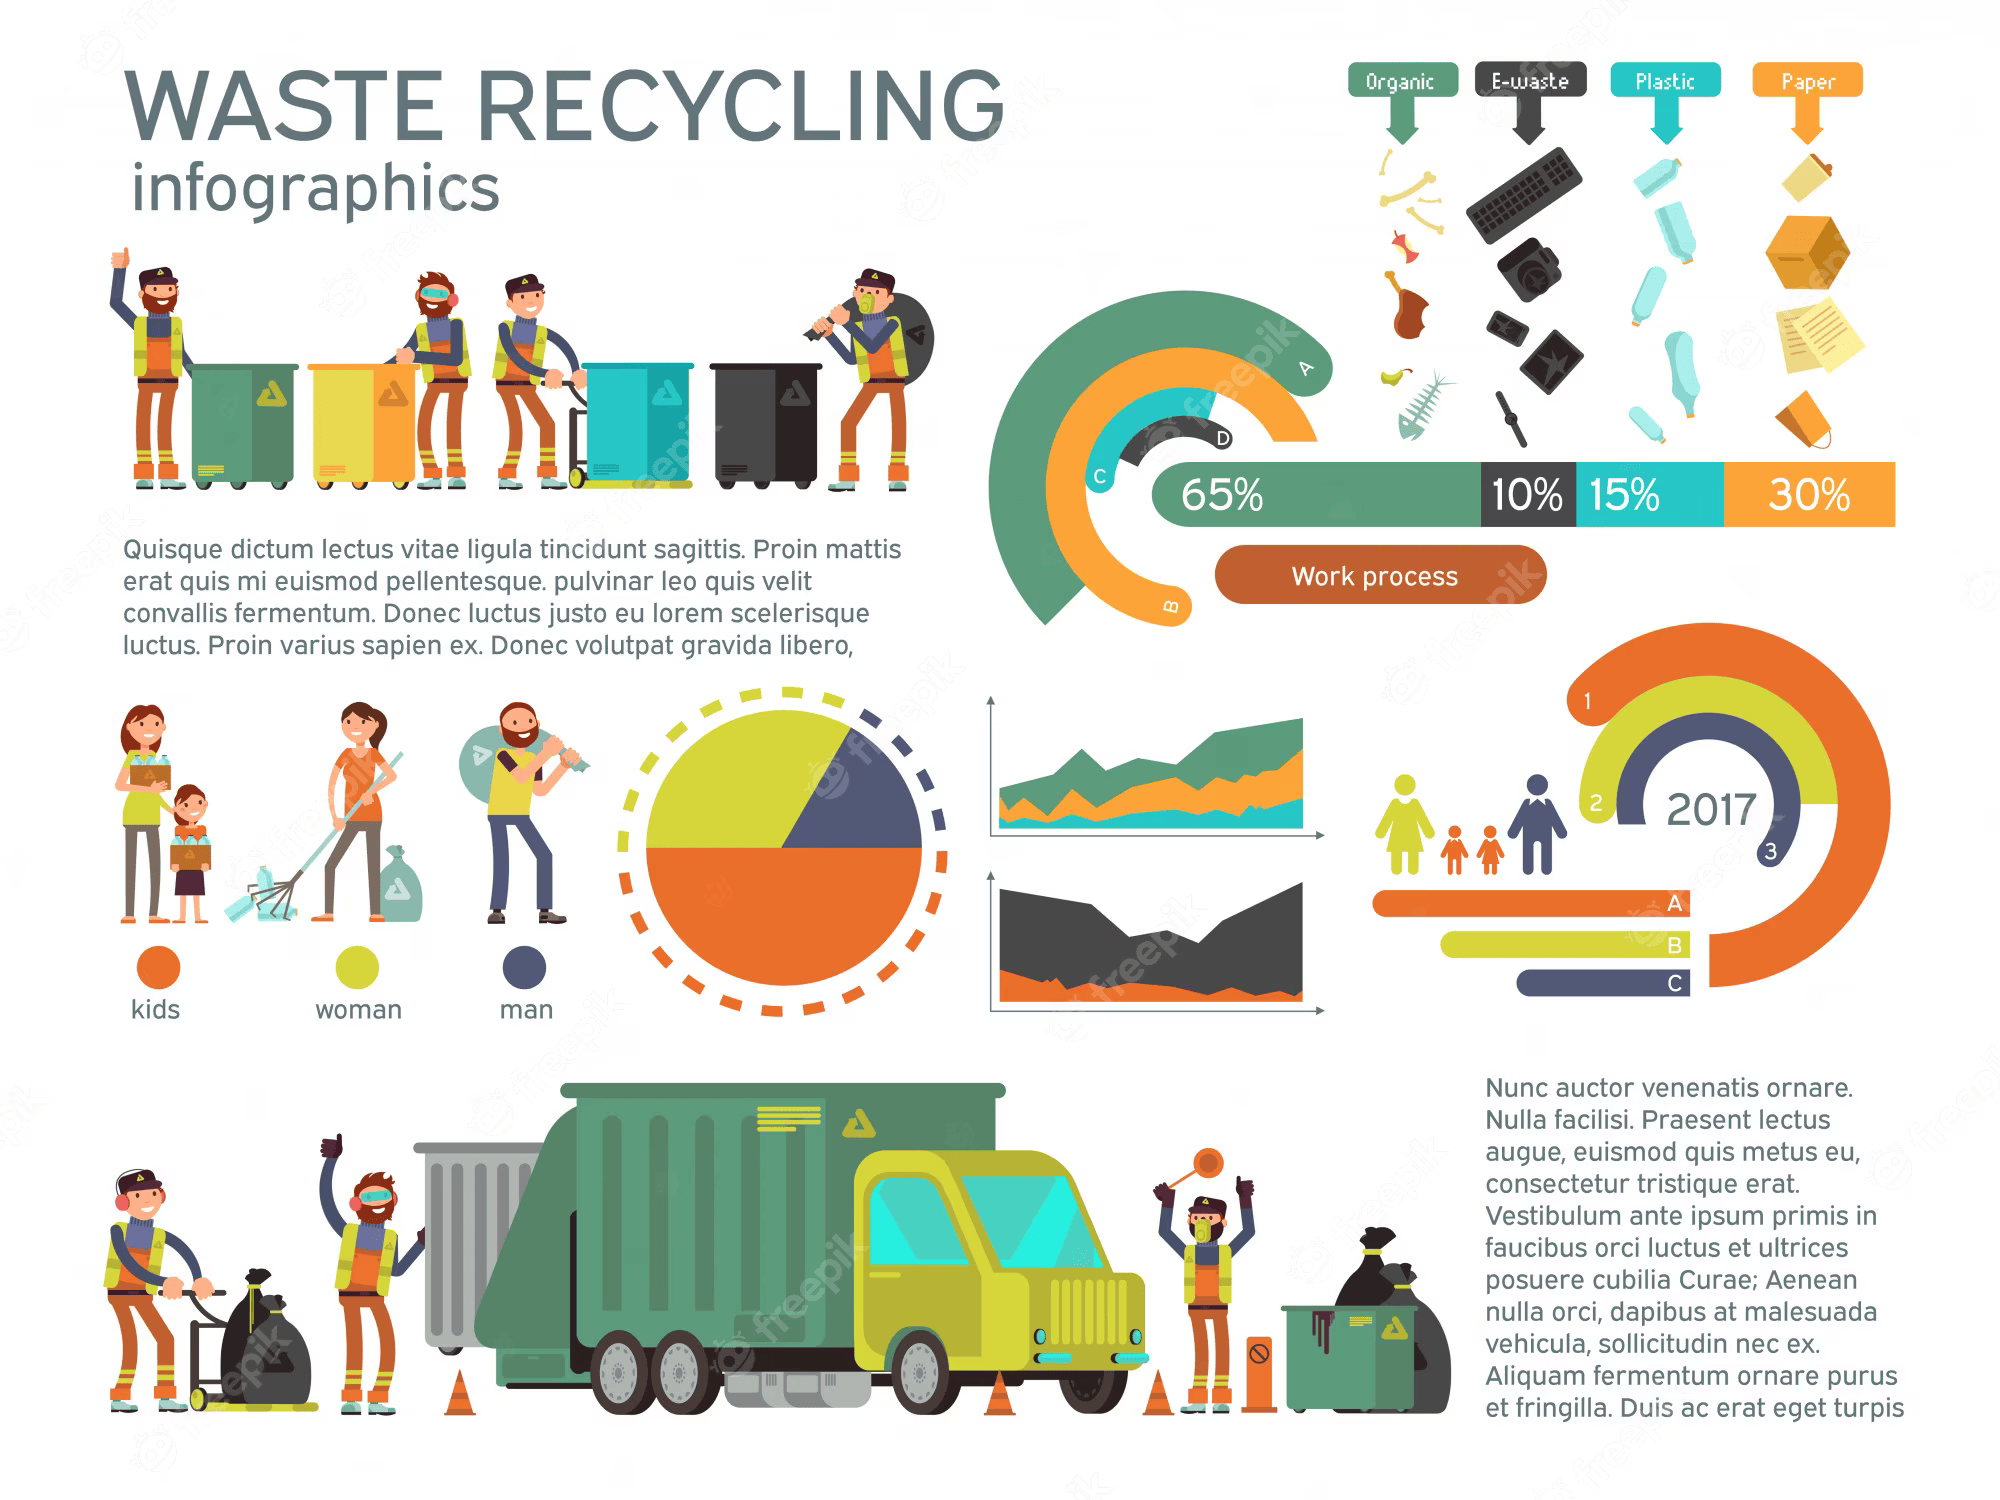 WASTE RECYCLING
infographics
Organic
E-waste
Plastic
Paper
A
B
C
D
65%
10%
15%
30%
Work process
Quisque dictum lectus vitae ligula tincidunt sagittis. Proin mattis
erat quis mi euismod pellentesque. pulvinar leo quis velit
convallis fermentum. Donec luctus justo eu lorem scelerisque
luctus. Proin varius sapien ex. Donec volutpat gravida libero,
kids
woman
man
1
2
3
2017
A
B
C
Nunc auctor venenatis ornare.
Nulla facilisi. Praesent lectus
augue, euismod quis metus eu,
consectetur tristique erat.
Vestibulum ante ipsum primis in
faucibus orci luctus et ultrices
posuere cubilia Curae; Aenean
nulla orci, dapibus at malesuada
vehicula, sollicitudin nec ex.
Aliquam fermentum ornare purus
et fringilla. Duis ac erat eget turpis
freepik